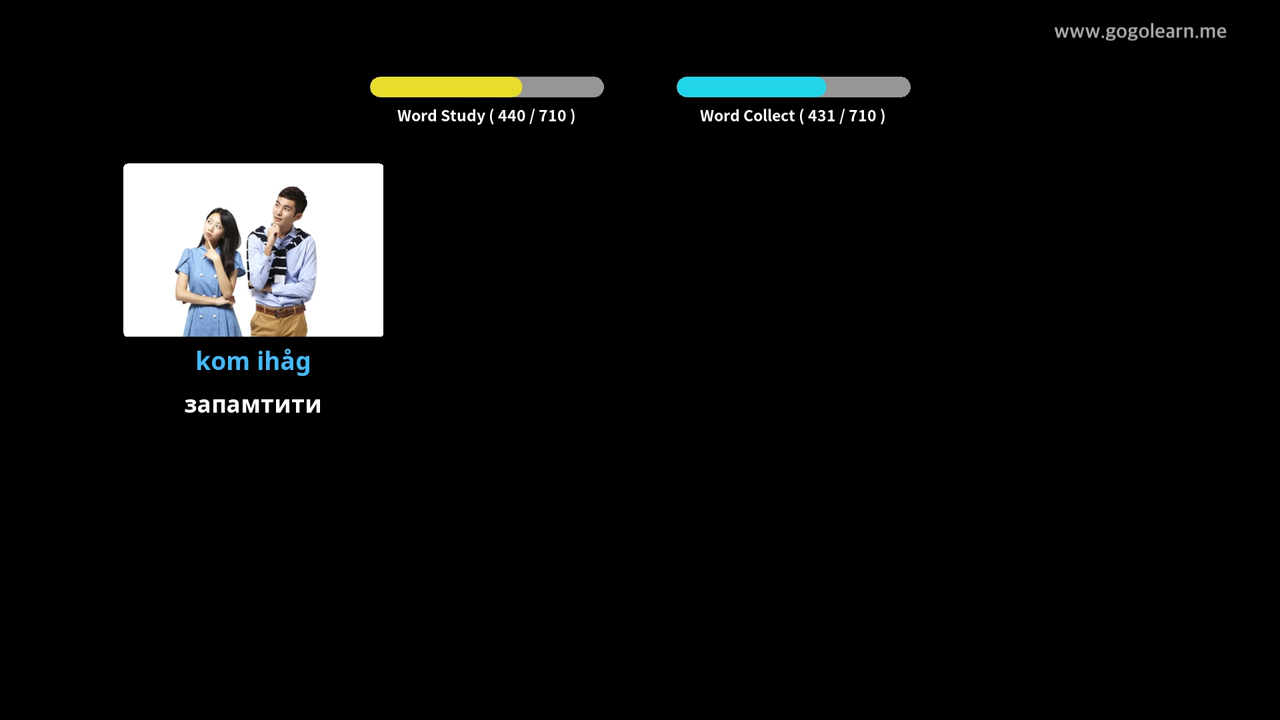 www.gogolearn.me
Word Study ( 440 / 710 )
Word Collect ( 431 / 710 )
kom ihåg
запамтити